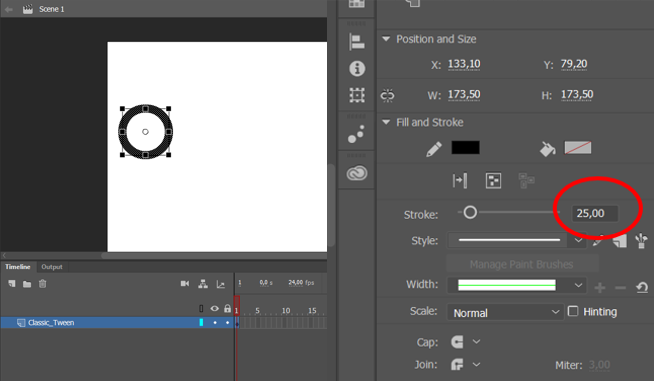 Scene 1
Position and Size
X: 133,10 Y: 79,20
W: 173,50 H: 173,50
Fill and Stroke
Stroke: 25,00
Style:
Manage Paint Brushes
Width:
Scale: Normal Hinting
Cap:
Join: Miter: 3,00
Timeline Output
1 0,0 s 24,00 fps
1 5 10 15
Classic_Tween